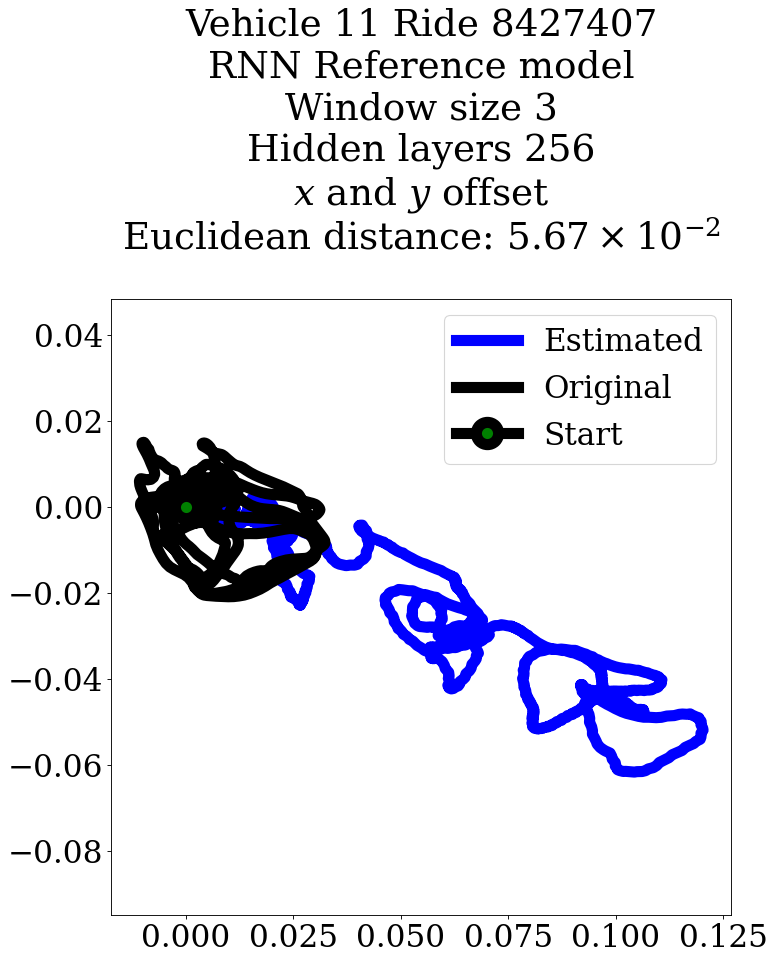 Vehicle 11 Ride 8427407
RNN Reference model
Window size 3
Hidden layers 256
x and y offset
Euclidean distance: 5.67 × 10⁻²
Estimated
Original
Start
0.04
0.02
0.00
−0.02
−0.04
−0.06
−0.08
0.000 0.025 0.050 0.075 0.100 0.125